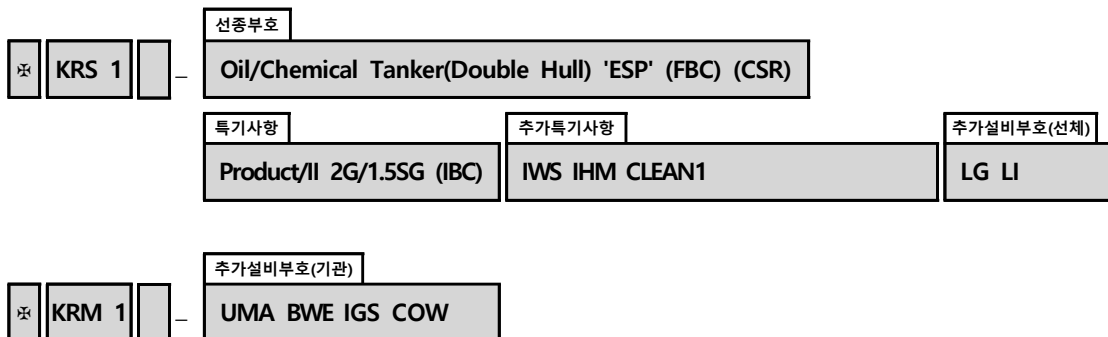 선종부호
✠ KRS 1 – Oil/Chemical Tanker(Double Hull) 'ESP' (FBC) (CSR)
특기사항 추가특기사항 추가설비부호(선체)
Product/II 2G/1.5SG (IBC) IWS IHM CLEAN1 LG LI
추가설비부호(기관)
✠ KRM 1 – UMA BWE IGS COW